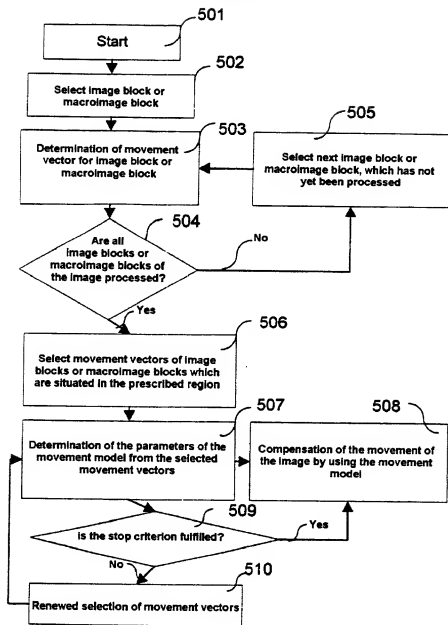 501
Start
502
Select image block or
macroimage block
503
Determination of movement
vector for image block or
macroimage block
505
Select next image block or
macroimage block, which has not
yet been processed
504
Are all
image blocks or
macroimage blocks of
the image processed?
No
Yes
506
Select movement vectors of image
blocks or macroimage blocks which
are situated in the prescribed region
507
Determination of the parameters of the
movement model from the selected
movement vectors
508
Compensation of the movement of
the image by using the movement
model
509
Is the stop criterion fulfilled?
Yes
No
510
Renewed selection of movement vectors